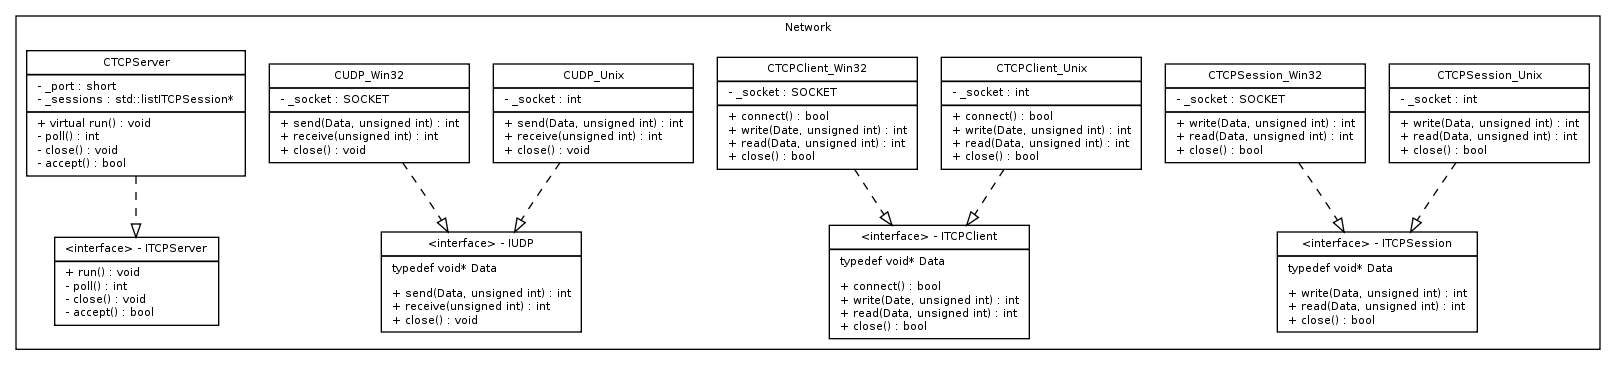 Network
CTCPServer
- _port : short
- _sessions : std::listITCPSession*
+ virtual run() : void
- poll() : int
- close() : void
- accept() : bool
CUDP_Win32
- _socket : SOCKET
+ send(Data, unsigned int) : int
+ receive(unsigned int) : int
+ close() : void
CUDP_Unix
- _socket : int
+ send(Data, unsigned int) : int
+ receive(unsigned int) : int
+ close() : void
CTCPClient_Win32
- _socket : SOCKET
+ connect() : bool
+ write(Date, unsigned int) : int
+ read(Data, unsigned int) : int
+ close() : bool
CTCPClient_Unix
- _socket : int
+ connect() : bool
+ write(Date, unsigned int) : int
+ read(Data, unsigned int) : int
+ close() : bool
CTCPSession_Win32
- _socket : SOCKET
+ write(Data, unsigned int) : int
+ read(Data, unsigned int) : int
+ close() : bool
CTCPSession_Unix
- _socket : int
+ write(Data, unsigned int) : int
+ read(Data, unsigned int) : int
+ close() : bool
<interface> - ITCPServer
+ run() : void
- poll() : int
- close() : void
- accept() : bool
<interface> - IUDP
typedef void* Data
+ send(Data, unsigned int) : int
+ receive(unsigned int) : int
+ close() : void
<interface> - ITCPClient
typedef void* Data
+ connect() : bool
+ write(Date, unsigned int) : int
+ read(Data, unsigned int) : int
+ close() : bool
<interface> - ITCPSession
typedef void* Data
+ write(Data, unsigned int) : int
+ read(Data, unsigned int) : int
+ close() : bool